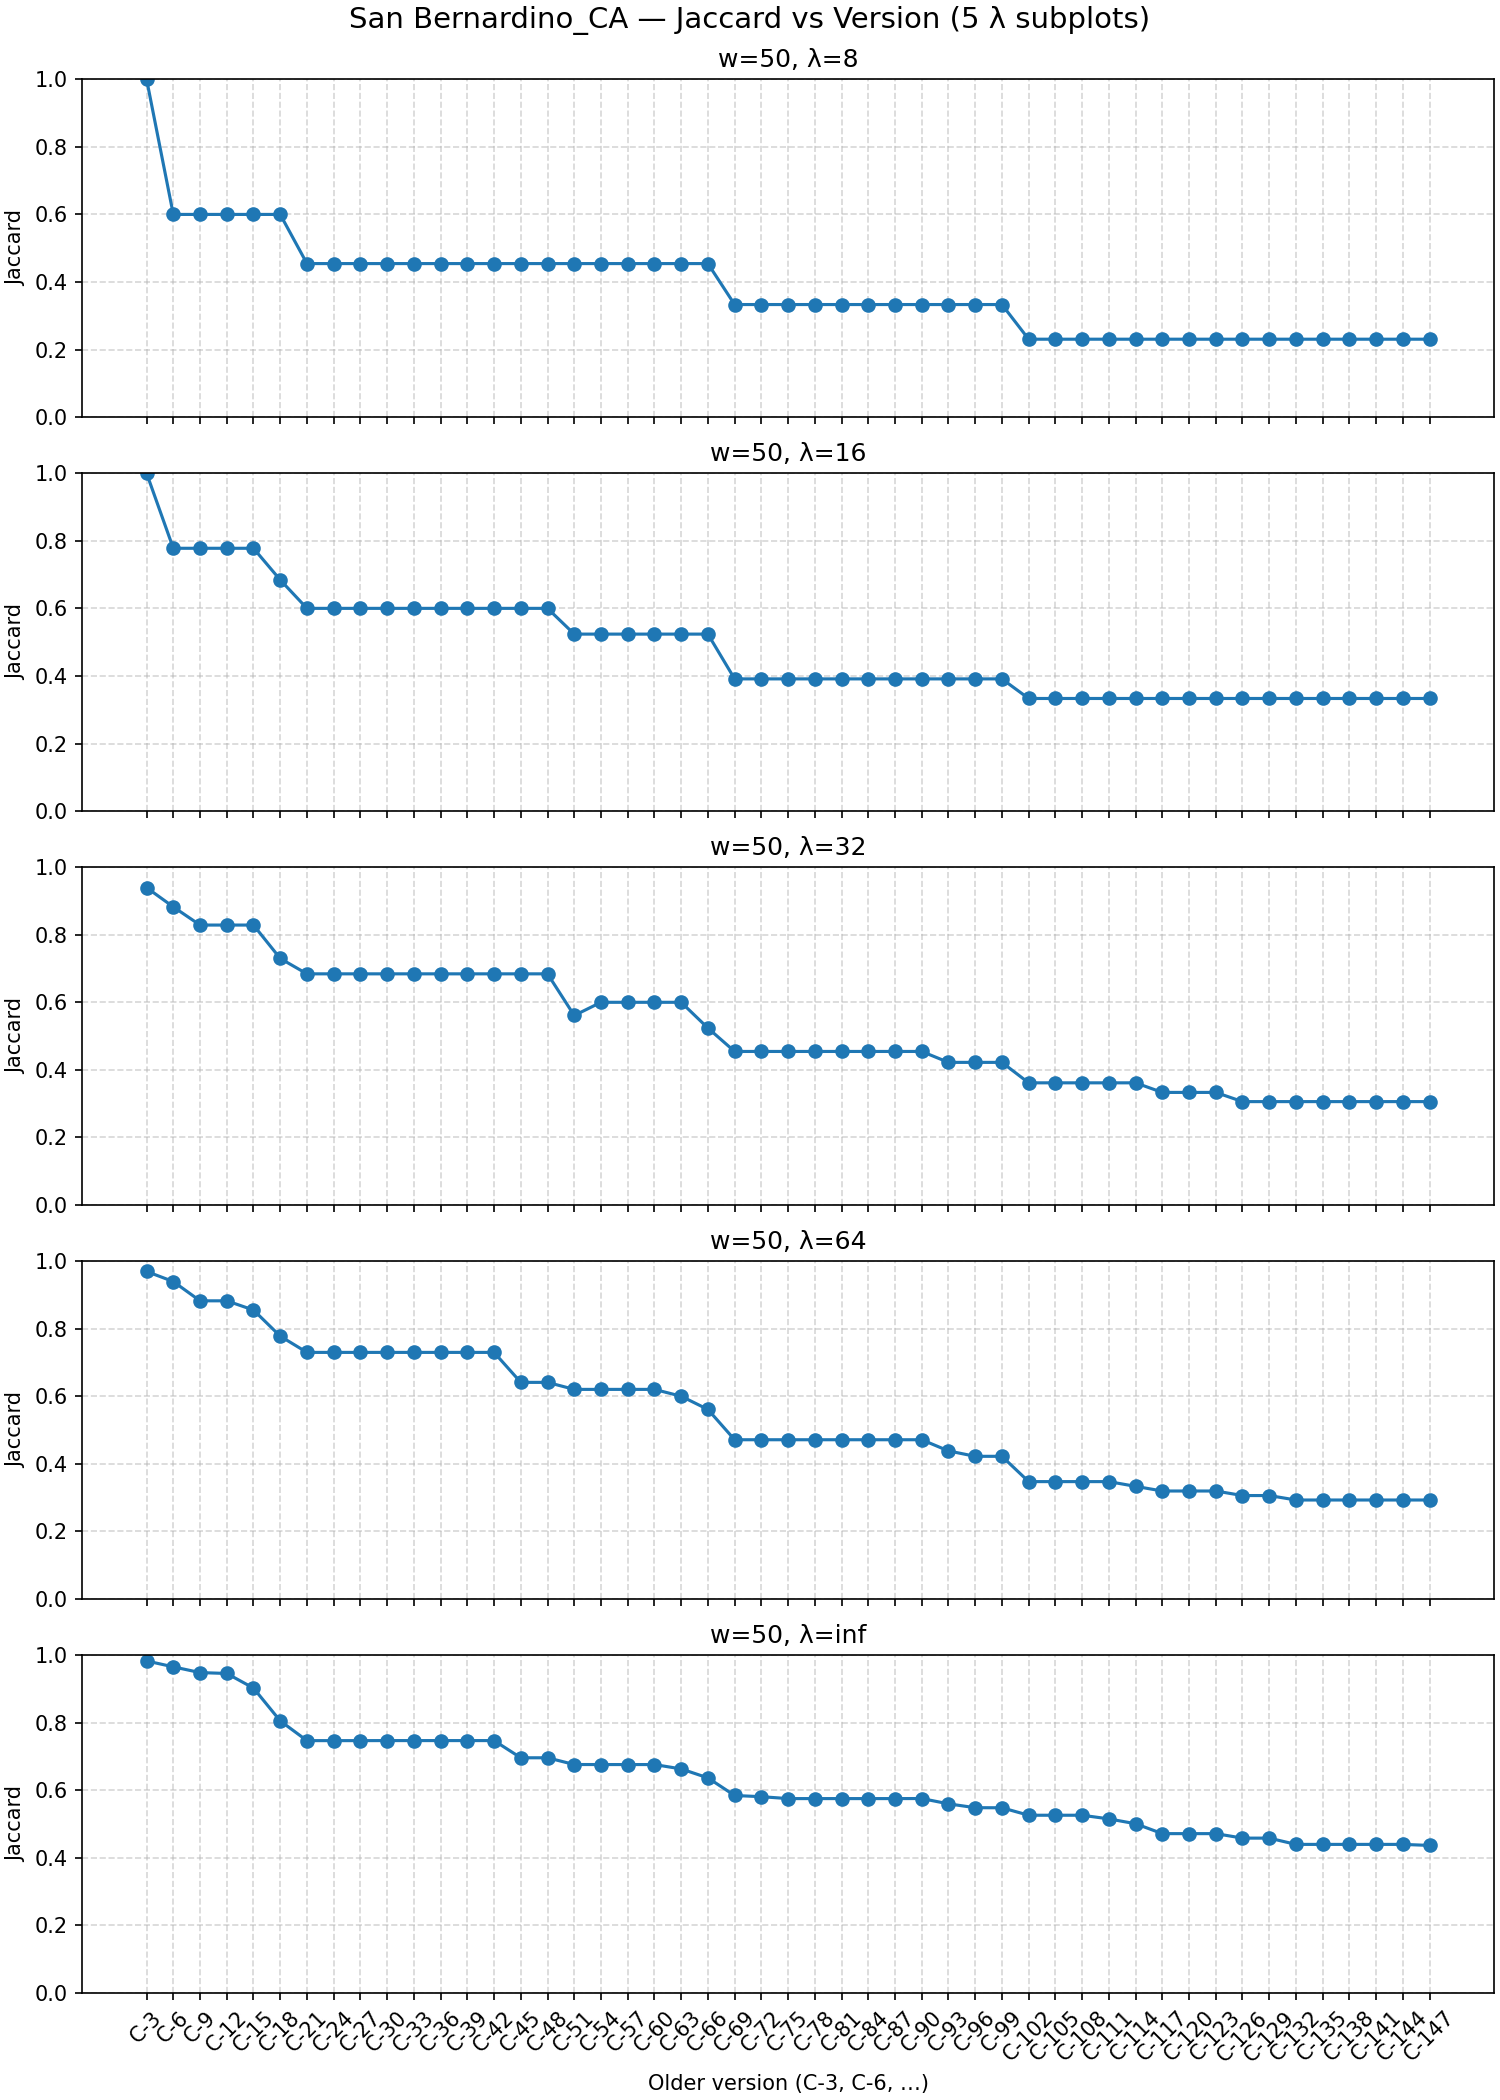 San Bernardino_CA — Jaccard vs Version (5 λ subplots)
w=50, λ=8
1.0
0.8
0.6
0.4
0.2
0.0
Jaccard
w=50, λ=16
1.0
0.8
0.6
0.4
0.2
0.0
Jaccard
w=50, λ=32
1.0
0.8
0.6
0.4
0.2
0.0
Jaccard
w=50, λ=64
1.0
0.8
0.6
0.4
0.2
0.0
Jaccard
w=50, λ=inf
1.0
0.8
0.6
0.4
0.2
0.0
Jaccard
C-3 C-6 C-9 C-12 C-15 C-18 C-21 C-24 C-27 C-30 C-33 C-36 C-39 C-42 C-45 C-48 C-51 C-54 C-57 C-60 C-63 C-66 C-69 C-72 C-75 C-78 C-81 C-84 C-87 C-90 C-93 C-96 C-99 C-102 C-105 C-108 C-111 C-114 C-117 C-120 C-123 C-126 C-129 C-132 C-135 C-138 C-141 C-144 C-147
Older version (C-3, C-6, ...)